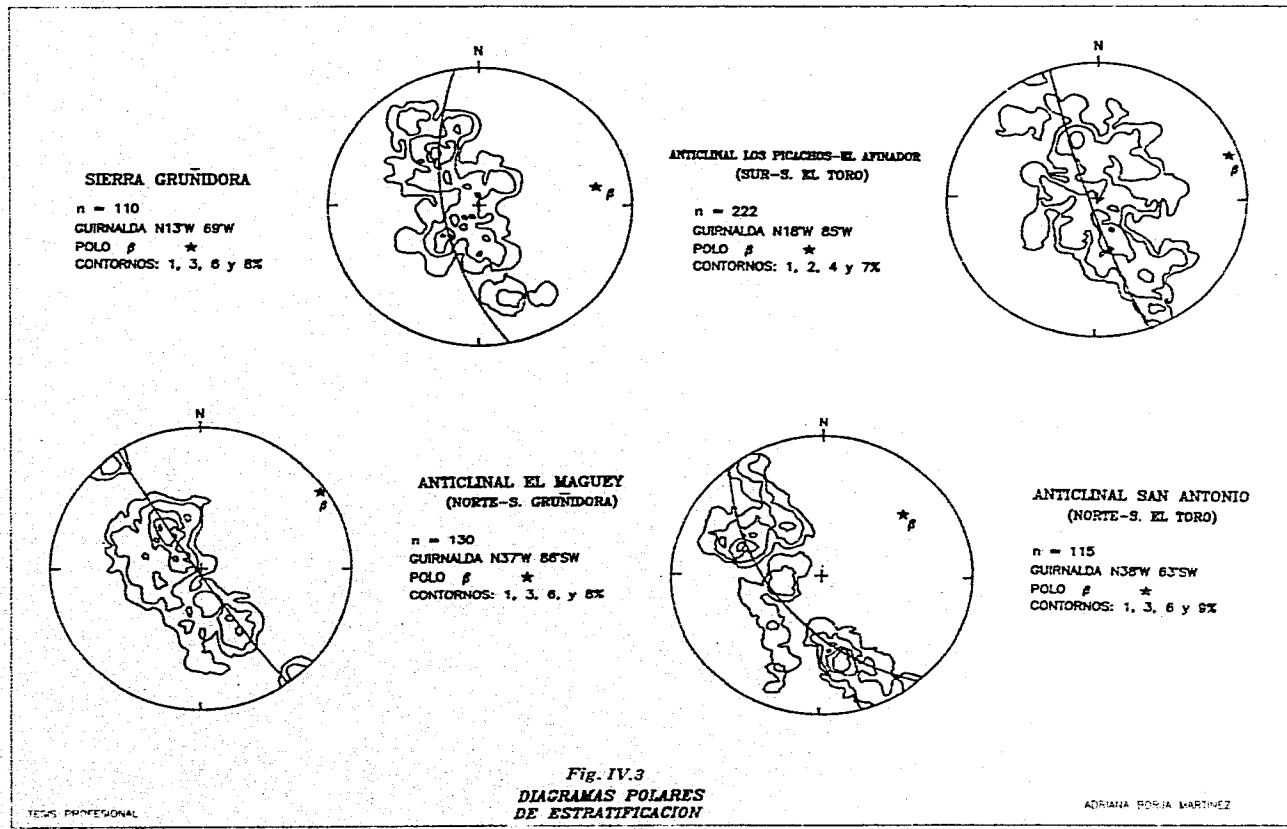 N
SIERRA GRUÑIDORA
n = 110
GUIRNALDA N13°W 69°W
POLO β ★
CONTORNOS: 1, 3, 6 y 8%
β
N
ANTICLINAL LOS PICACHOS-EL AFINADOR
(SUR-S. EL TORO)
n = 222
GUIRNALDA N18°W 85°W
POLO β ★
CONTORNOS: 1, 2, 4 y 7%
β
N
ANTICLINAL EL MAGUEY
(NORTE-S. GRUÑIDORA)
n = 130
GUIRNALDA N37°W 86°SW
POLO β ★
CONTORNOS: 1, 3, 6, y 8%
β
N
ANTICLINAL SAN ANTONIO
(NORTE-S. EL TORO)
n = 115
GUIRNALDA N38°W 63°SW
POLO β ★
CONTORNOS: 1, 3, 6 y 9%
β
Fig. IV.3
DIAGRAMAS POLARES
DE ESTRATIFICACION
TESIS PROFESIONAL
ADRIANA BORJA MARTINEZ